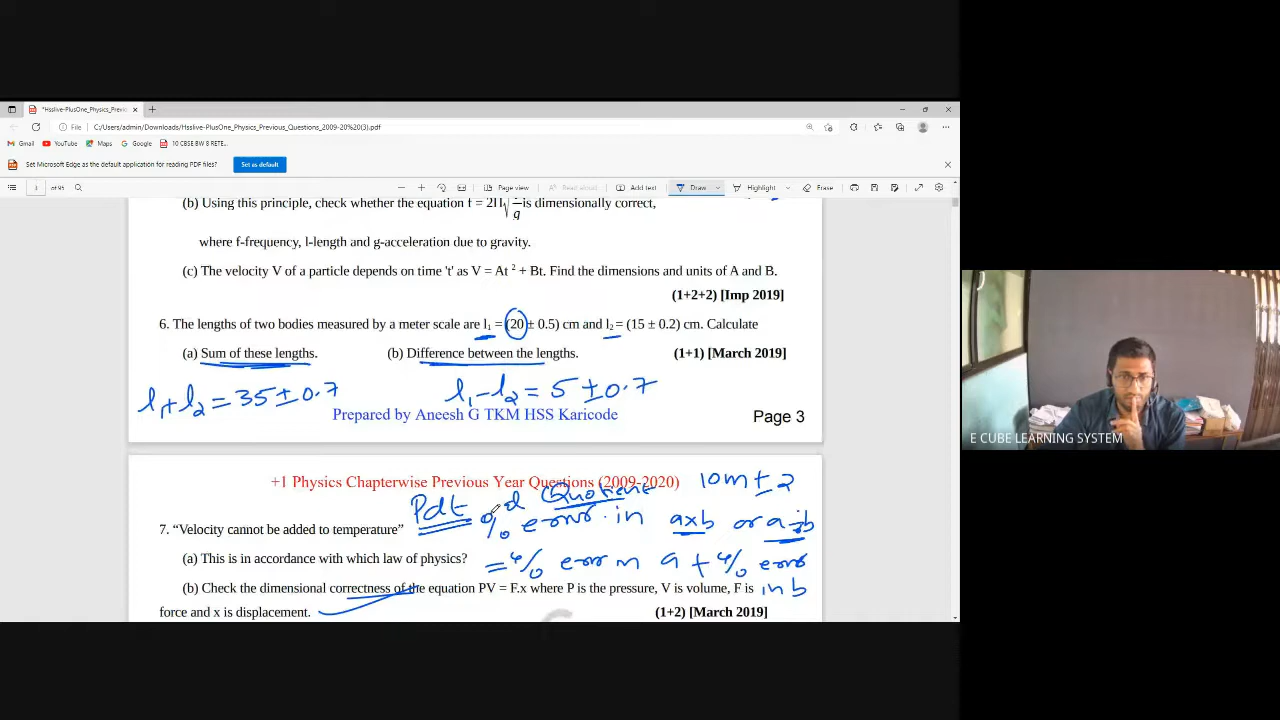 *Hsslive-PlusOne_Physics_Previo
File C:/Users/admin/Downloads/Hsslive-PlusOne_Physics_Previous_Questions_2009-2020%20(3).pdf
Gmail YouTube Maps Google 10 CBSE BW 8 RETE...
Set Microsoft Edge as the default application for reading PDF files? Set as default
3 of 95 Page view Read aloud Add text Draw Highlight Erase
(b) Using this principle, check whether the equation f = 2Π√ /g is dimensionally correct,
where f-frequency, l-length and g-acceleration due to gravity.
(c) The velocity V of a particle depends on time 't' as V = At ² + Bt. Find the dimensions and units of A and B.
(1+2+2) [Imp 2019]
6. The lengths of two bodies measured by a meter scale are l₁ = (20 ± 0.5) cm and l₂ = (15 ± 0.2) cm. Calculate
(a) Sum of these lengths. (b) Difference between the lengths. (1+1) [March 2019]
l₁+l₂ = 35 ± 0.7 l₁-l₂ = 5 ± 0.7
Prepared by Aneesh G TKM HSS Karicode Page 3
E CUBE LEARNING SYSTEM
+1 Physics Chapterwise Previous Year Questions (2009-2020) 10m ± 2
Pdt Quotient
7. “Velocity cannot be added to temperature” % error in axb or a÷b
(a) This is in accordance with which law of physics? = % error in a + % error
(b) Check the dimensional correctness of the equation PV = F.x where P is the pressure, V is volume, F is in b
force and x is displacement. (1+2) [March 2019]